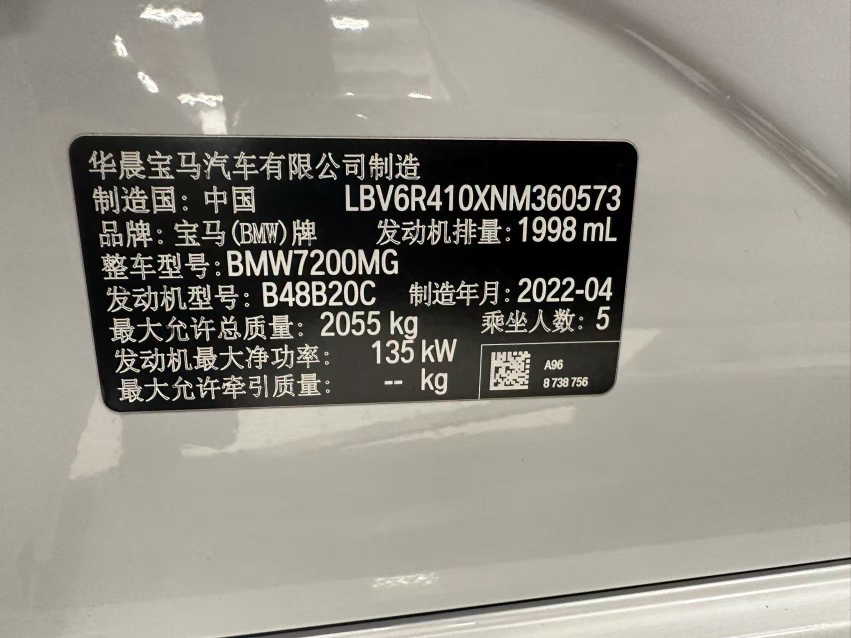 华晨宝马汽车有限公司制造
制造国: 中国 LBV6R410XNM360573
品牌: 宝马(BMW)牌 发动机排量: 1998 mL
整车型号: BMW7200MG
发动机型号: B48B20C 制造年月: 2022-04
最大允许总质量: 2055 kg 乘坐人数: 5
发动机最大净功率: 135 kW
最大允许牵引质量: -- kg
A96
8 738 756